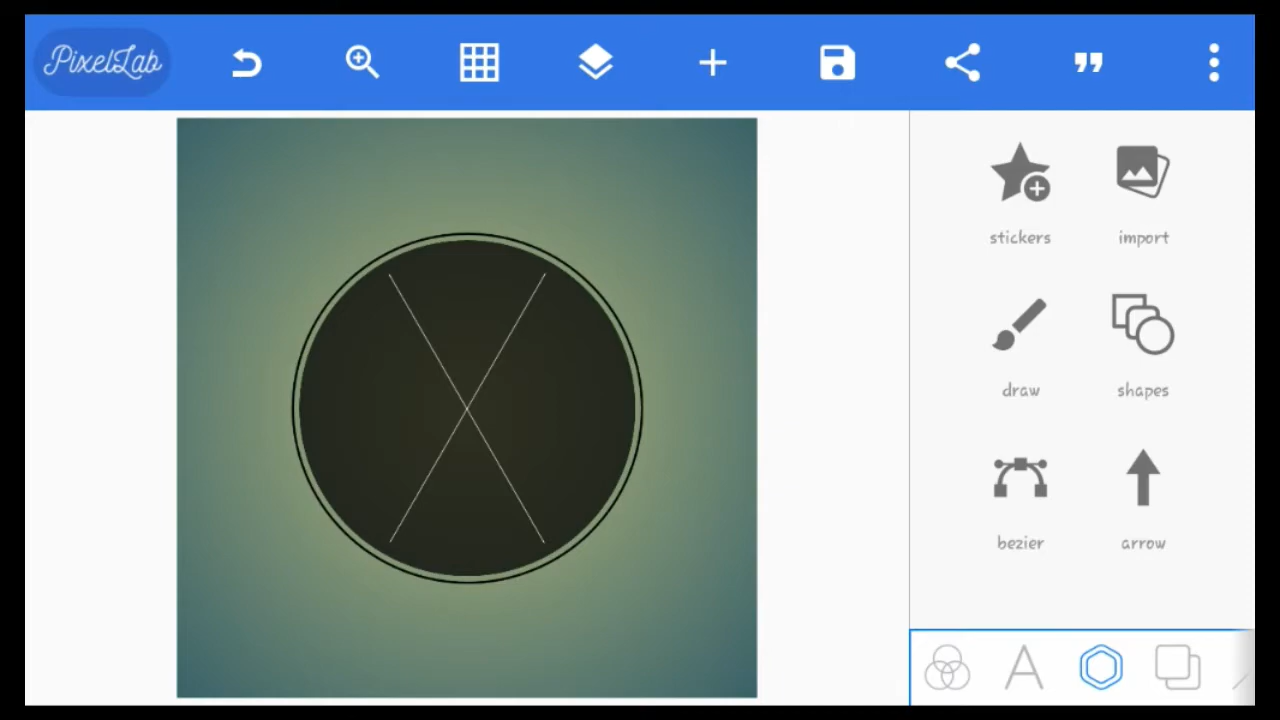 PixelLab
stickers
import
draw
shapes
bezier
arrow